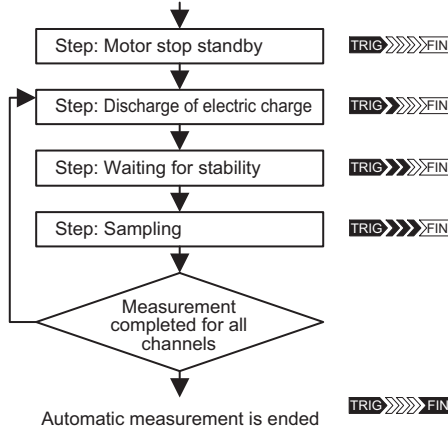 Step: Motor stop standby
TRIG FIN
Step: Discharge of electric charge
TRIG FIN
Step: Waiting for stability
TRIG FIN
Step: Sampling
TRIG FIN
Measurement
completed for all
channels
Automatic measurement is ended
TRIG FIN